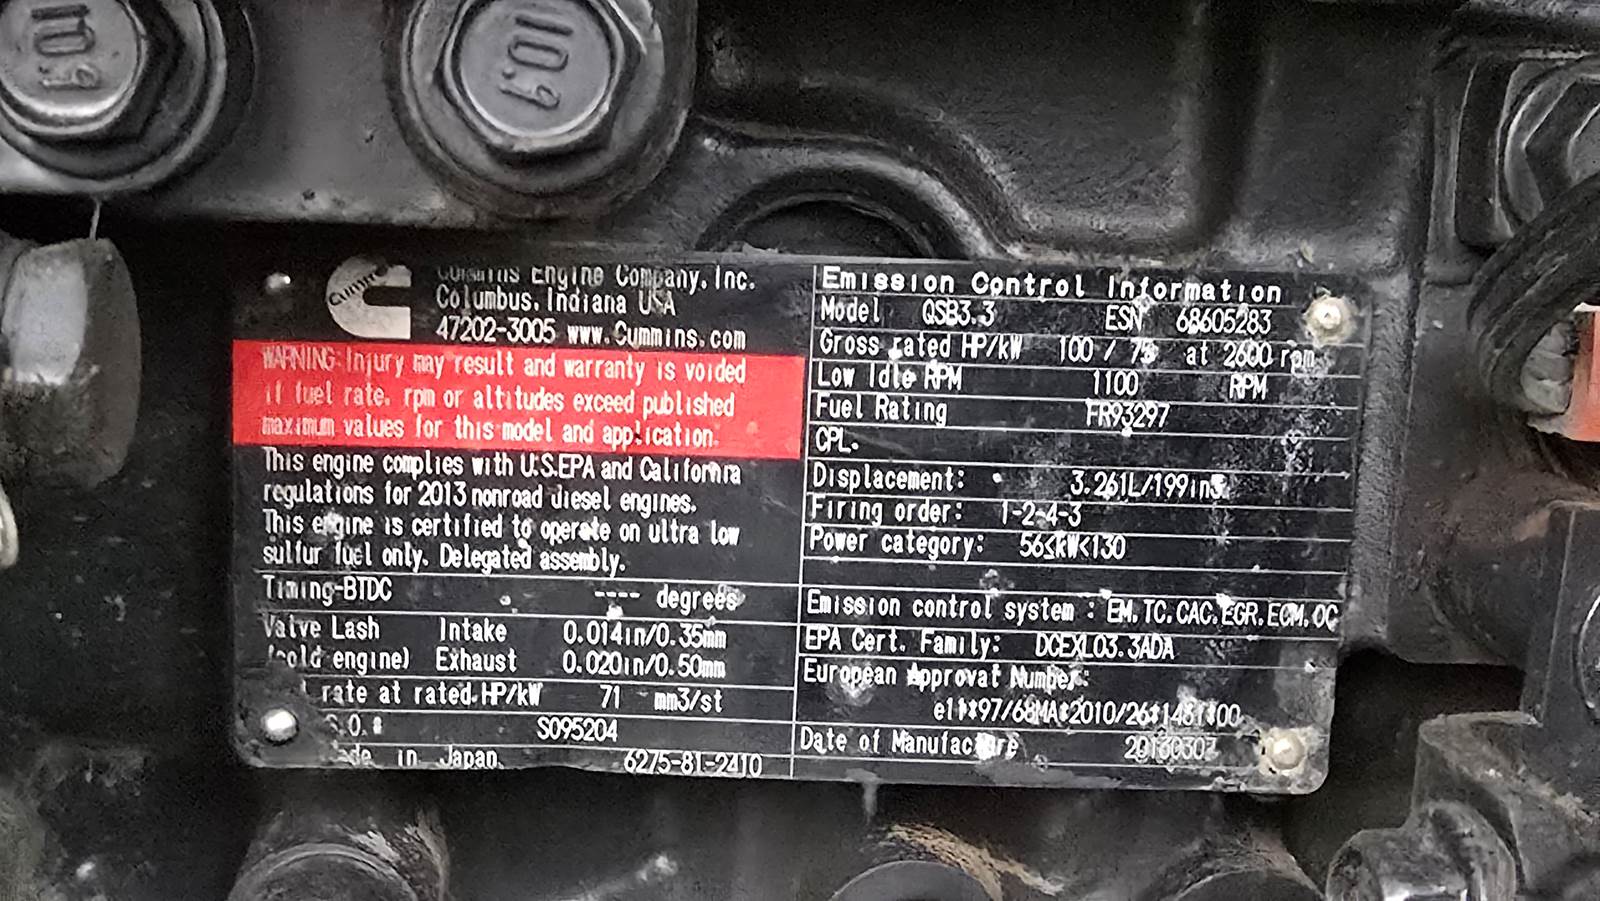 10.9
10.9
Cummins
Cummins Engine Company, Inc.
Columbus, Indiana USA
47202-3005 www.Cummins.com
WARNING: Injury may result and warranty is voided
if fuel rate, rpm or altitudes exceed published
maximum values for this model and application.
This engine complies with U.S.EPA and California
regulations for 2013 nonroad diesel engines.
This engine is certified to operate on ultra low
sulfur fuel only. Delegated assembly.
Timing-BTDC ---- degrees
Valve Lash Intake 0.014in/0.35mm
(cold engine) Exhaust 0.020in/0.50mm
rate at rated HP/kW 71 mm3/st
S.O.# SO95204
Made in Japan 6275-81-2410
Emission Control Information
Model QSB3.3 ESN 68605283
Gross rated HP/kW 100 / 75 at 2600 rpm
Low Idle RPM 1100 RPM
Fuel Rating FR93297
CPL.
Displacement: 3.261L/199in3
Firing order: 1-2-4-3
Power category: 56≤kW<130
Emission control system : EM, TC, CAC, EGR, ECM, OC
EPA Cert. Family: DCEXL03.3ADA
European Approval Number:
Date of Manufacture